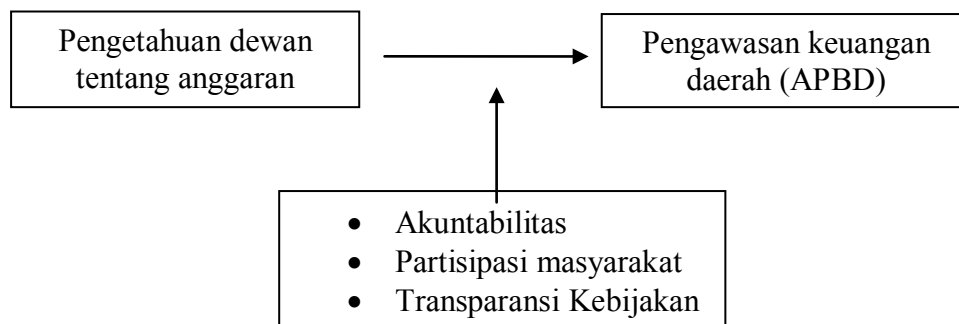 Pengetahuan dewan
tentang anggaran
Pengawasan keuangan
daerah (APBD)
• Akuntabilitas
• Partisipasi masyarakat
• Transparansi Kebijakan